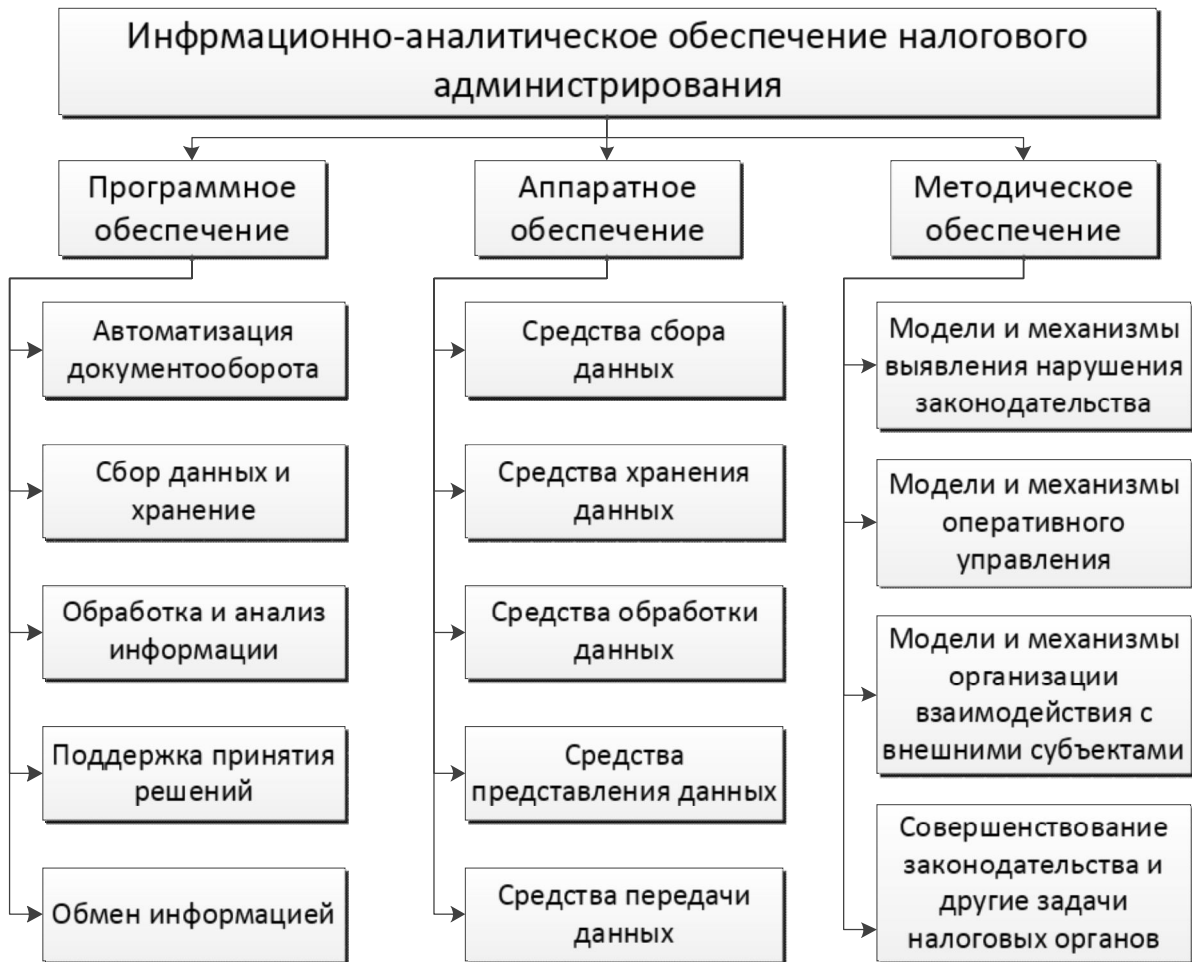 Инфрмационно-аналитическое обеспечение налогового
администрирования
Программное
обеспечение
Автоматизация
документооборота
Сбор данных и
хранение
Обработка и анализ
информации
Поддержка принятия
решений
Обмен информацией
Аппаратное
обеспечение
Средства сбора
данных
Средства хранения
данных
Средства обработки
данных
Средства
представления данных
Средства передачи
данных
Методическое
обеспечение
Модели и механизмы
выявления нарушения
законодательства
Модели и механизмы
оперативного
управления
Модели и механизмы
организации
взаимодействия с
внешними субъектами
Совершенствование
законодательства и
другие задачи
налоговых органов